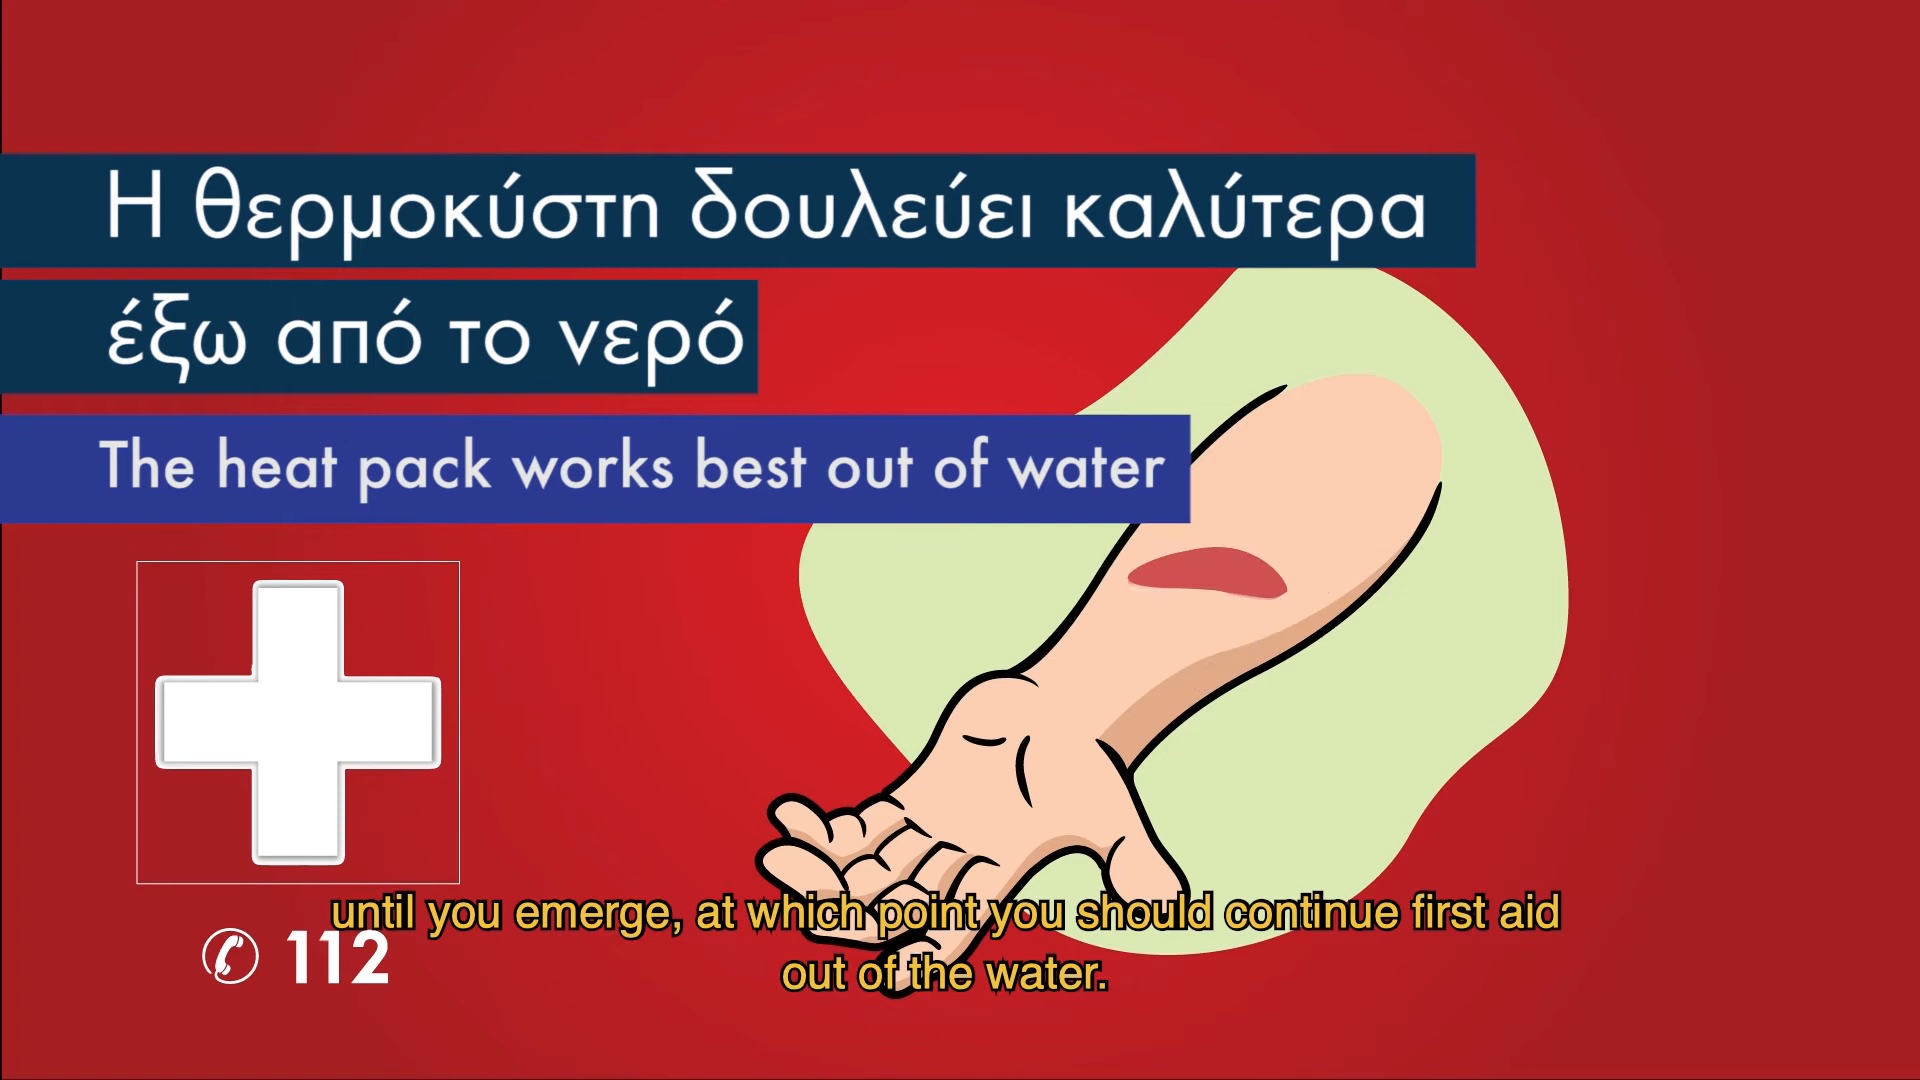 Η θερμοκύστη δουλεύει καλύτερα
έξω από το νερό
The heat pack works best out of water
until you emerge, at which point you should continue first aid
out of the water.
✆ 112